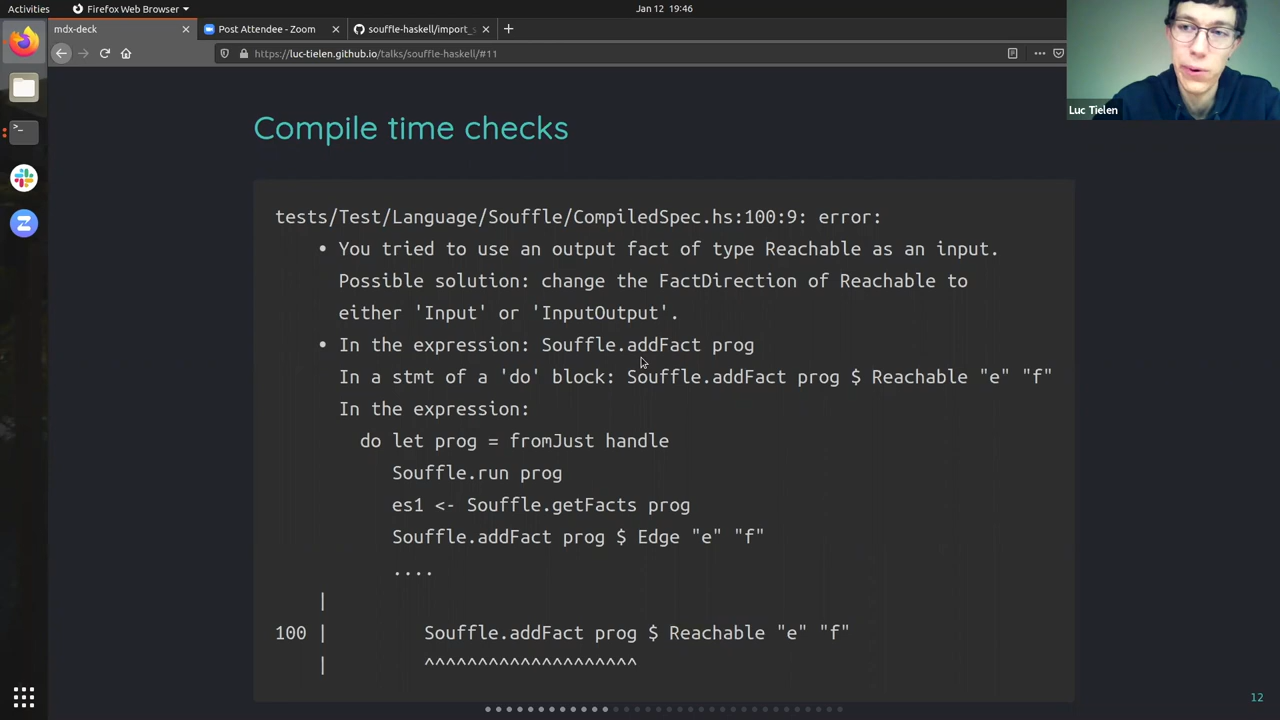 Activities
Firefox Web Browser
Jan 12 19:46
mdx-deck
Post Attendee - Zoom
souffle-haskell/import_s
https://luc-tielen.github.io/talks/souffle-haskell/#11
Luc Tielen
Compile time checks
tests/Test/Language/Souffle/CompiledSpec.hs:100:9: error:
• You tried to use an output fact of type Reachable as an input.
Possible solution: change the FactDirection of Reachable to
either 'Input' or 'InputOutput'.
• In the expression: Souffle.addFact prog
In a stmt of a 'do' block: Souffle.addFact prog $ Reachable "e" "f"
In the expression:
do let prog = fromJust handle
Souffle.run prog
es1 <- Souffle.getFacts prog
Souffle.addFact prog $ Edge "e" "f"
....
|
100 | Souffle.addFact prog $ Reachable "e" "f"
| ^^^^^^^^^^^^^^^^^^^^
12